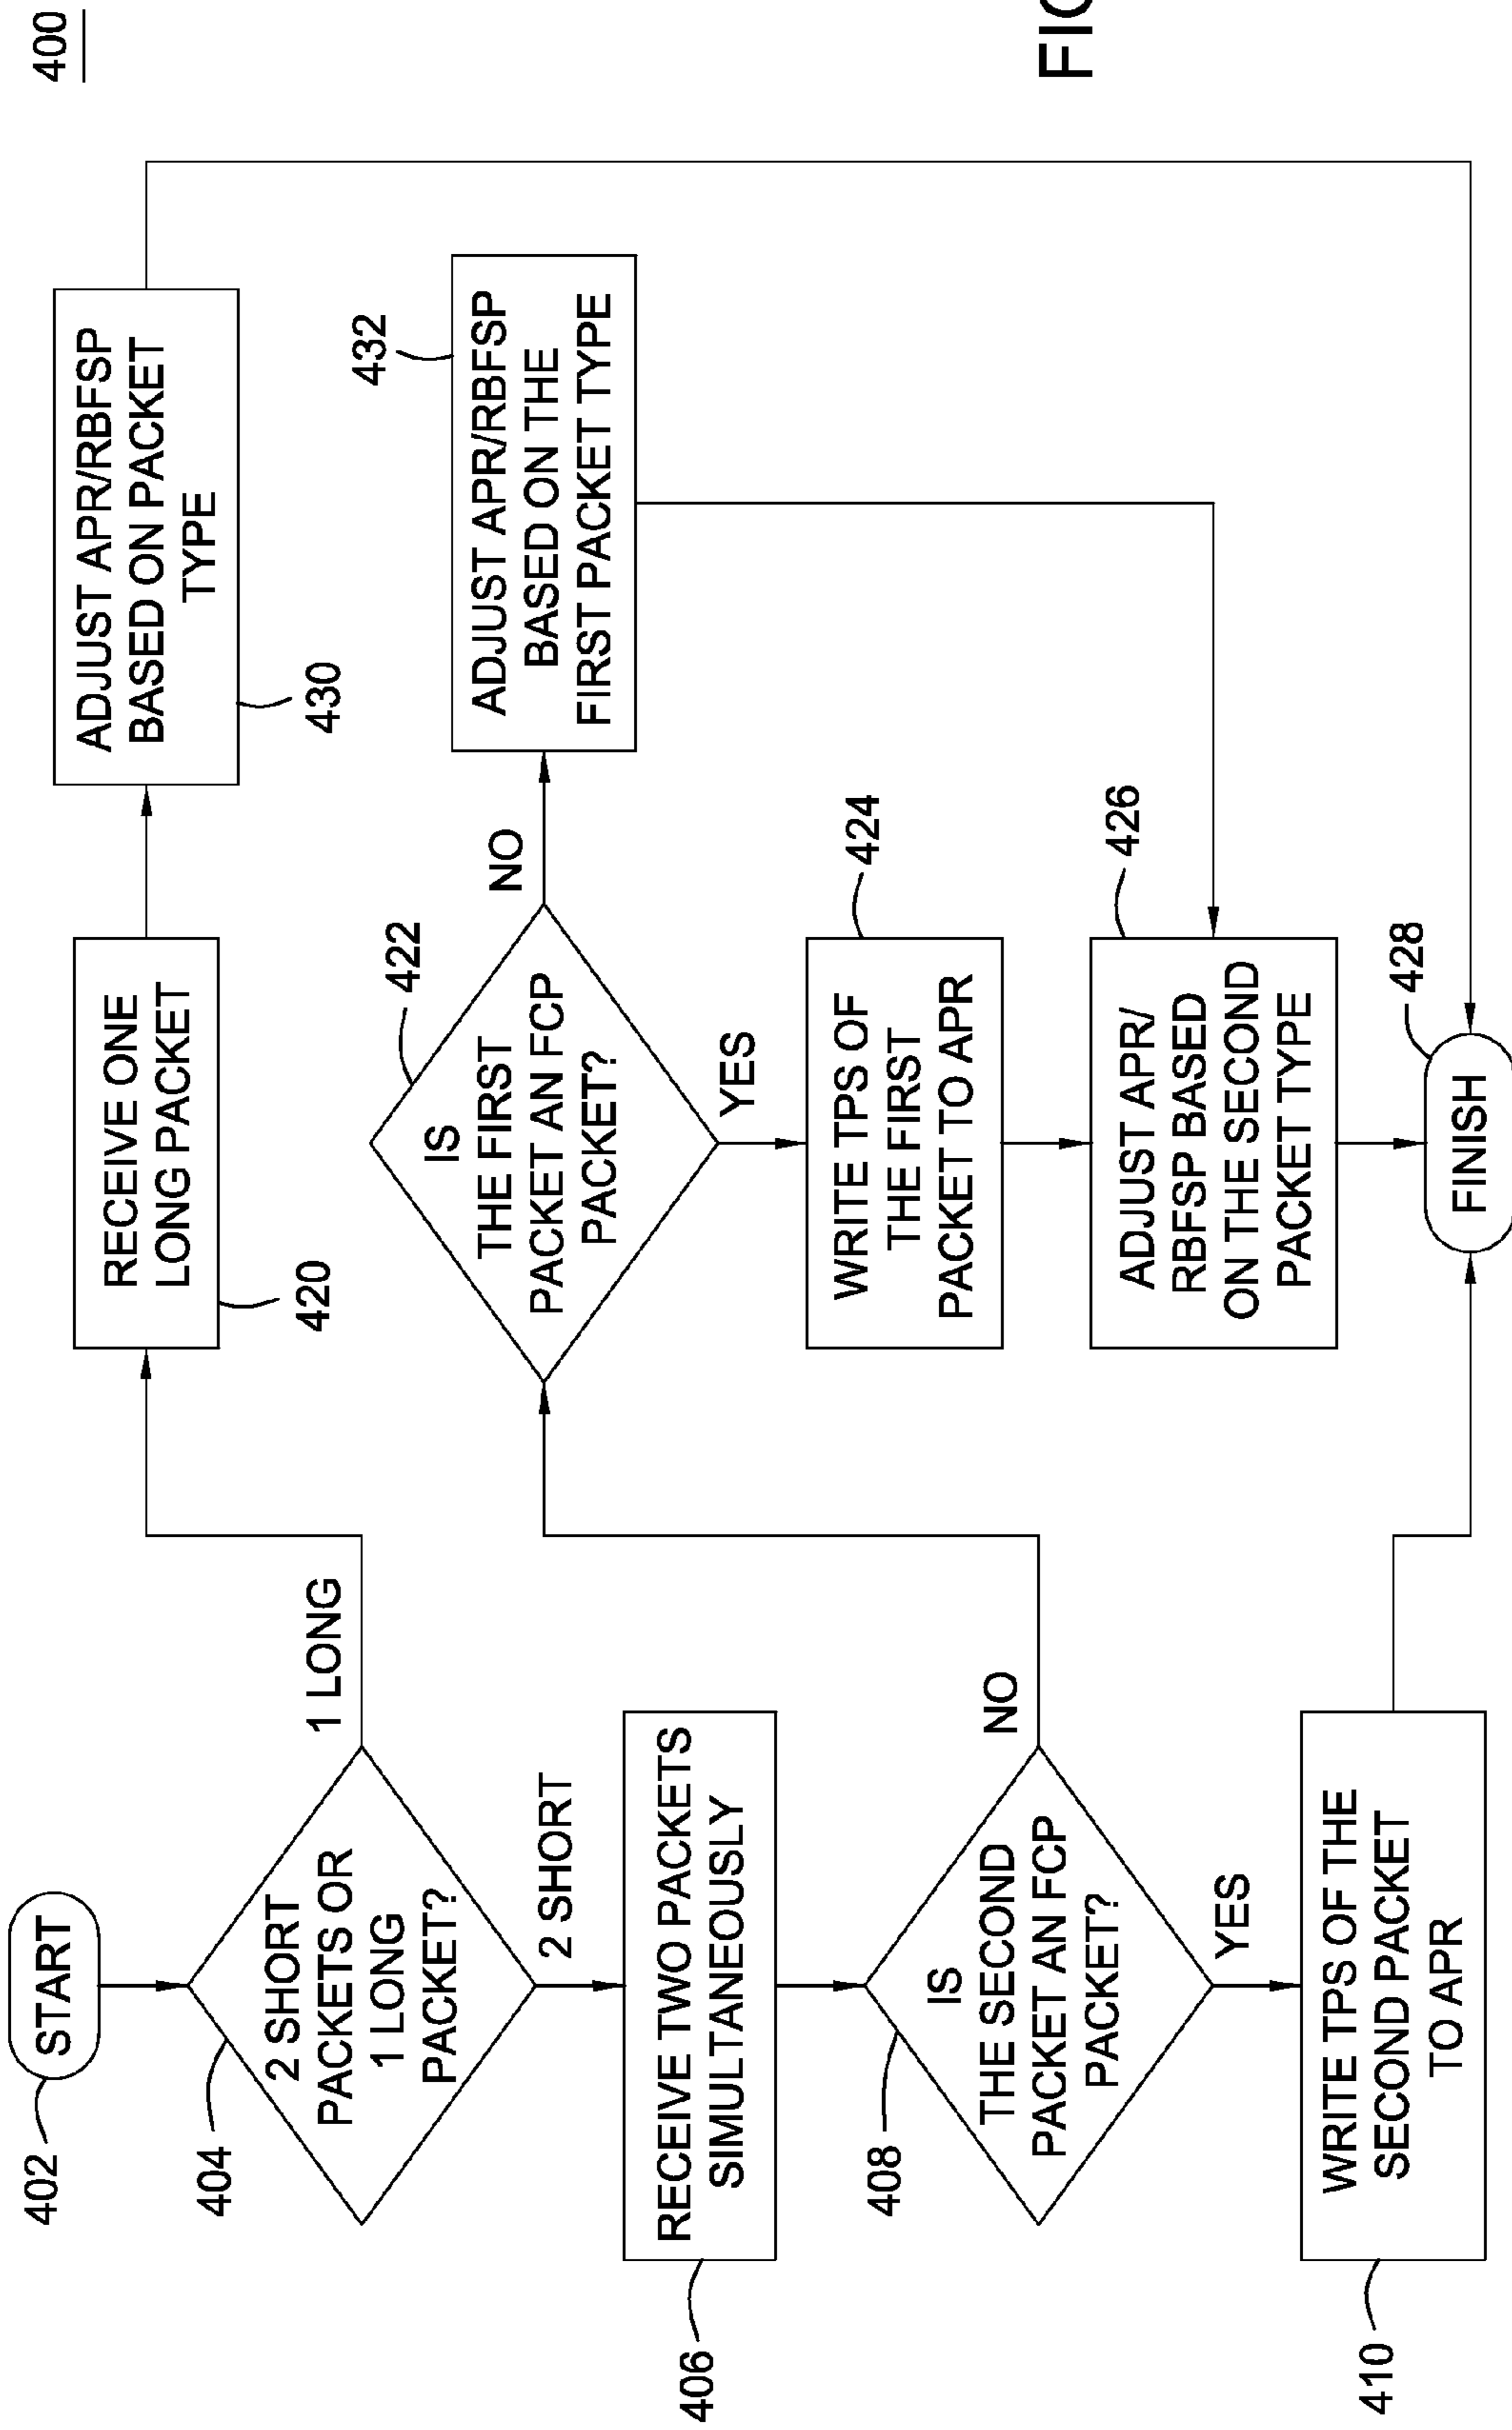 400
402
START
404
2 SHORT
PACKETS OR
1 LONG
PACKET?
1 LONG
2 SHORT
406
RECEIVE TWO PACKETS
SIMULTANEOUSLY
408
IS
THE SECOND
PACKET AN FCP
PACKET?
NO
YES
410
WRITE TPS OF THE
SECOND PACKET
TO APR
RECEIVE ONE
LONG PACKET
420
422
IS
THE FIRST
PACKET AN FCP
PACKET?
NO
YES
424
WRITE TPS OF
THE FIRST
PACKET TO APR
426
ADJUST APR/
RBFSP BASED
ON THE SECOND
PACKET TYPE
428
FINISH
ADJUST APR/RBFSP
BASED ON PACKET
TYPE
430
432
ADJUST APR/RBFSP
BASED ON THE
FIRST PACKET TYPE